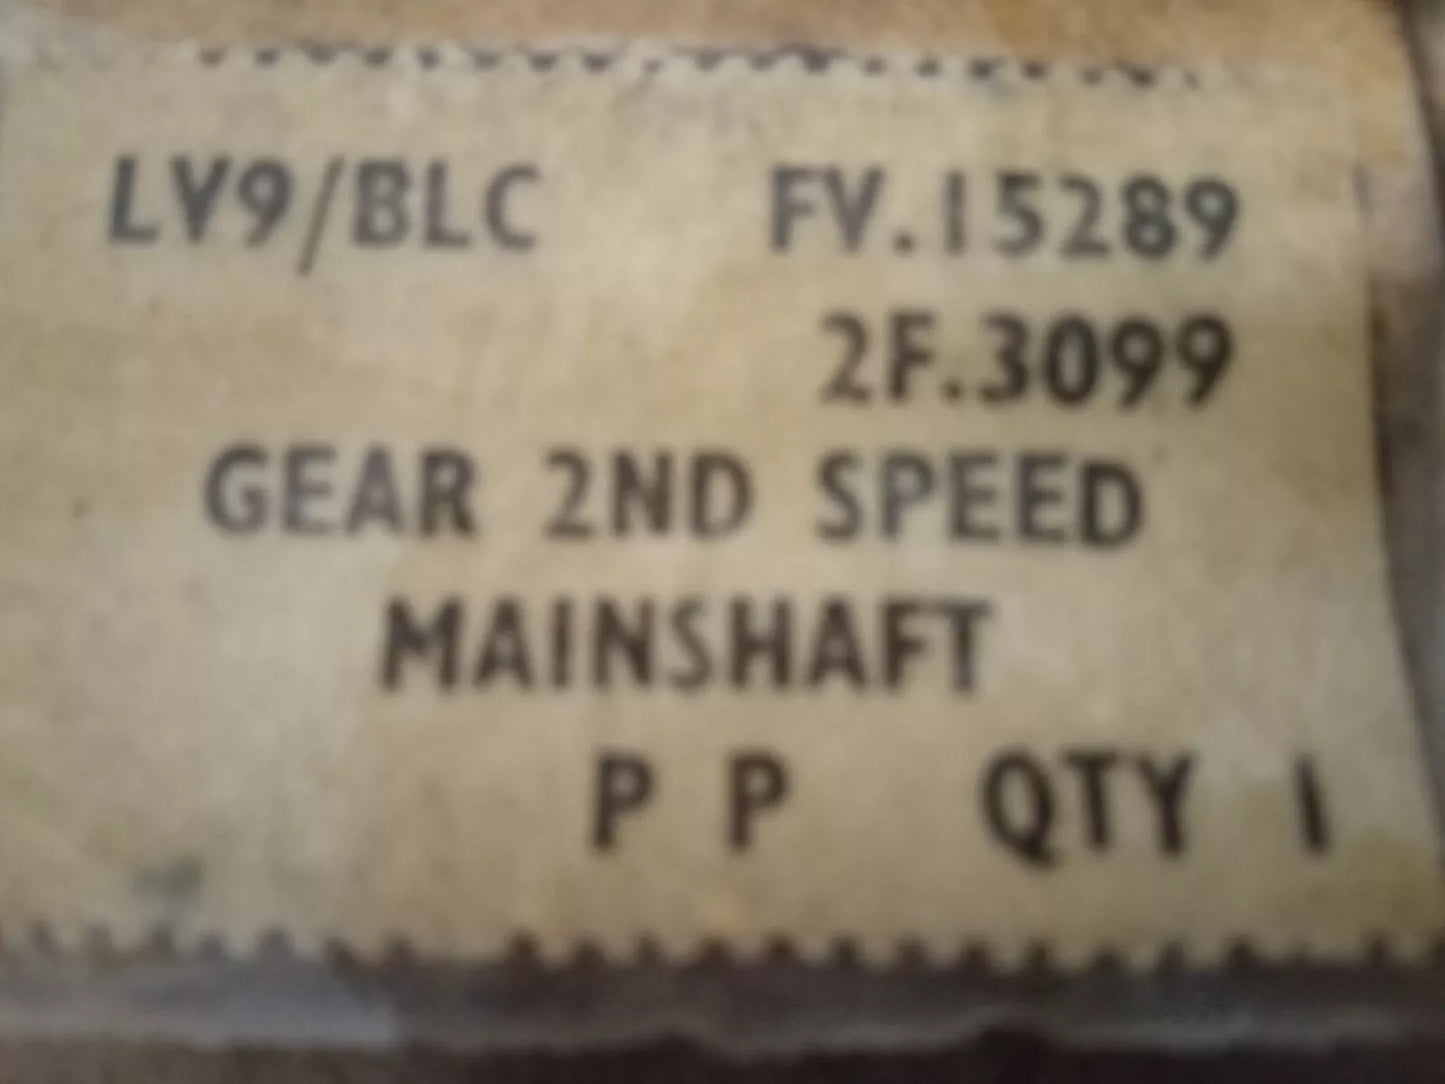 LV9/BLC FV.15289
2F.3099
GEAR 2ND SPEED
MAINSHAFT
P P QTY 1